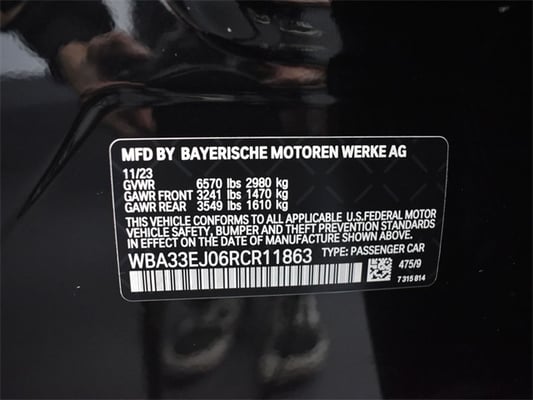 MFD BY BAYERISCHE MOTOREN WERKE AG
11/23
GVWR 6570 lbs 2980 kg
GAWR FRONT 3241 lbs 1470 kg
GAWR REAR 3549 lbs 1610 kg
THIS VEHICLE CONFORMS TO ALL APPLICABLE U.S.FEDERAL MOTOR
VEHICLE SAFETY, BUMPER AND THEFT PREVENTION STANDARDS
IN EFFECT ON THE DATE OF MANUFACTURE SHOWN ABOVE.
WBA33EJ06RCR11863 TYPE: PASSENGER CAR
475/9
7 315 814